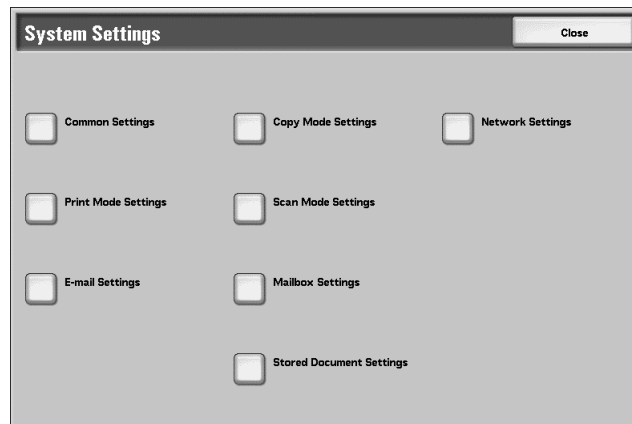 System Settings
Close
Common Settings
Copy Mode Settings
Network Settings
Print Mode Settings
Scan Mode Settings
E-mail Settings
Mailbox Settings
Stored Document Settings